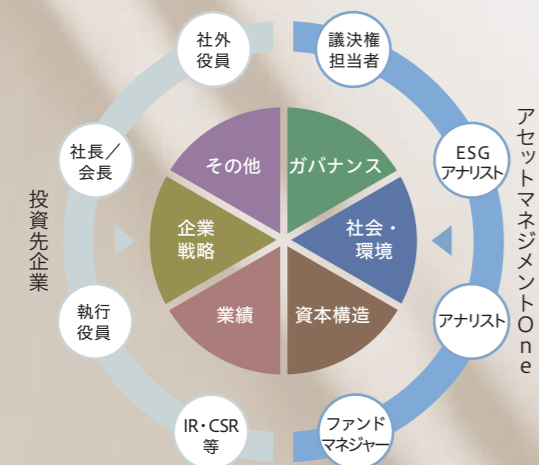 社外
役員
議決権
担当者
社長／
会長
ESG
アナリスト
その他
ガバナンス
企業
戦略
社会・
環境
投資先企業
アセットマネジメントOne
業績
資本構造
執行
役員
アナリスト
IR・CSR
等
ファンド
マネジャー